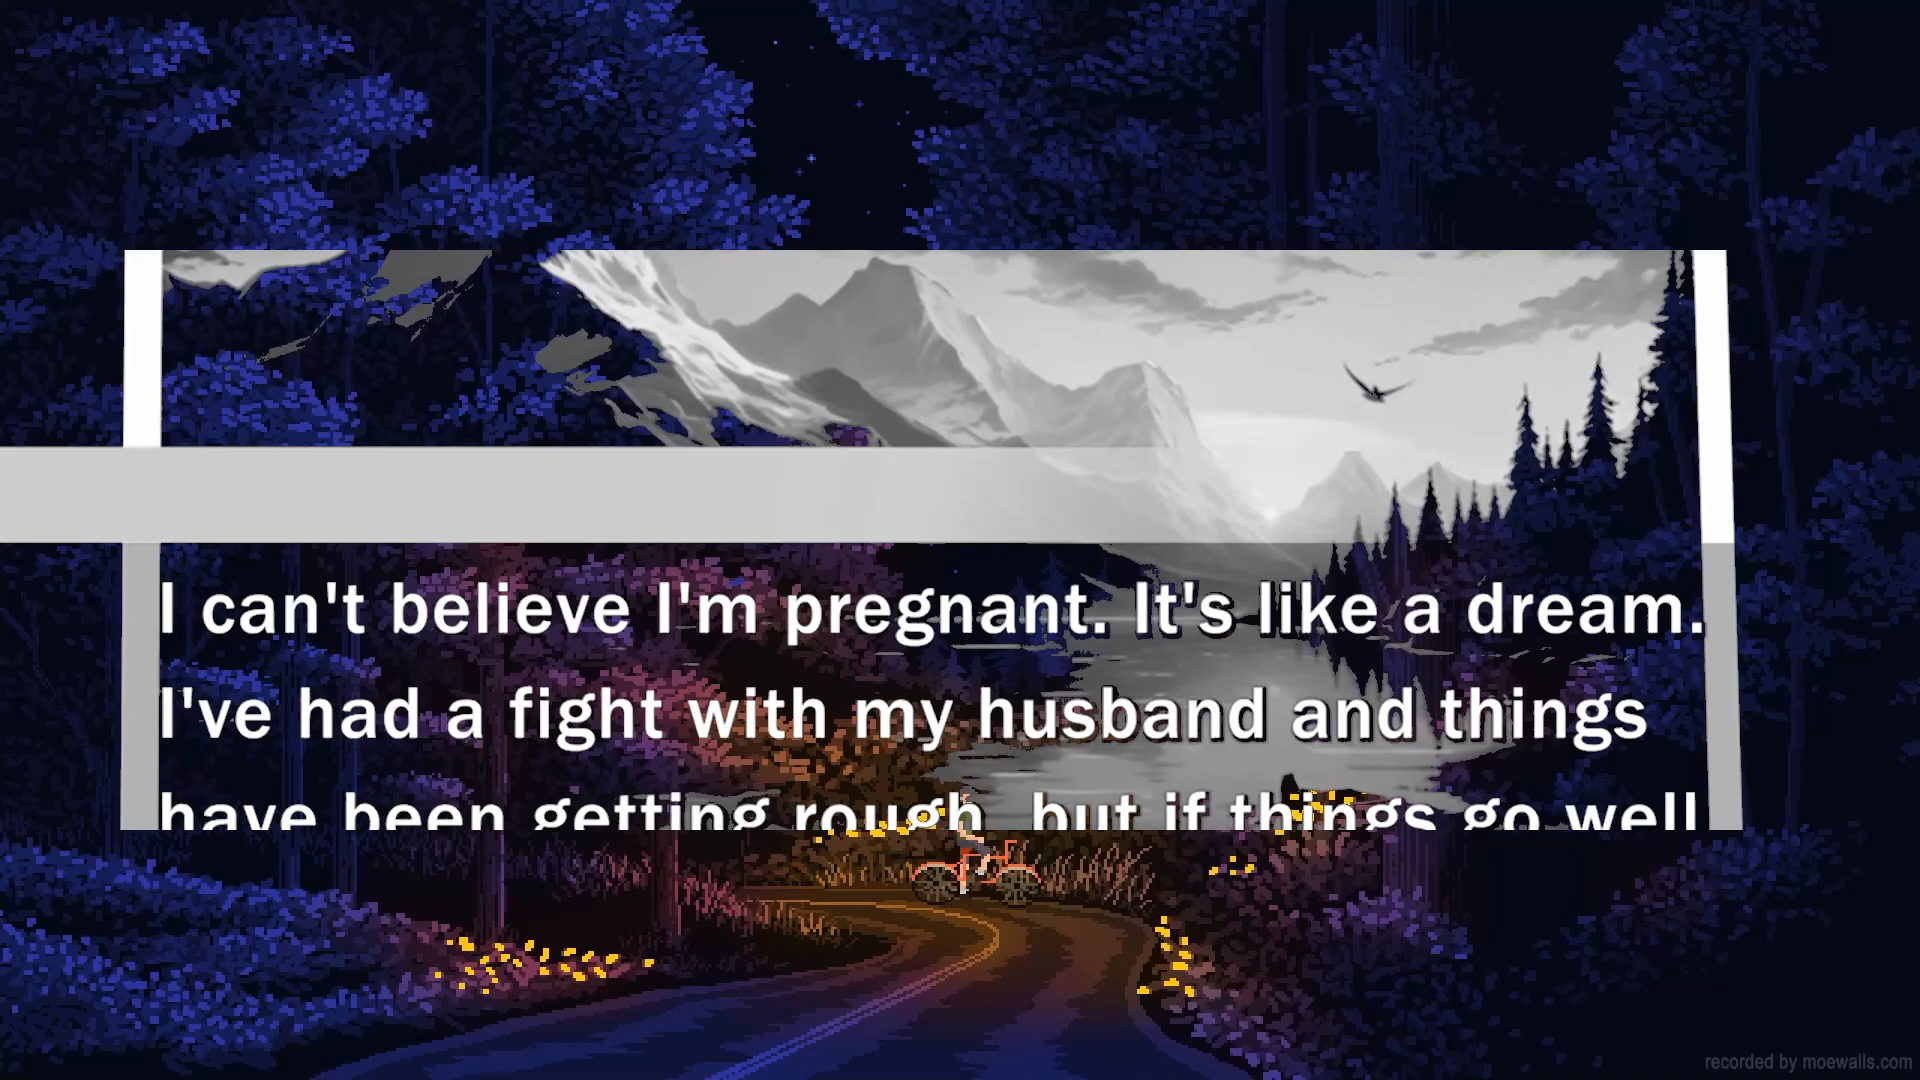 I can't believe I'm pregnant. It's like a dream.
I've had a fight with my husband and things
have been getting rough, but if things go well
recorded by moewalls.com